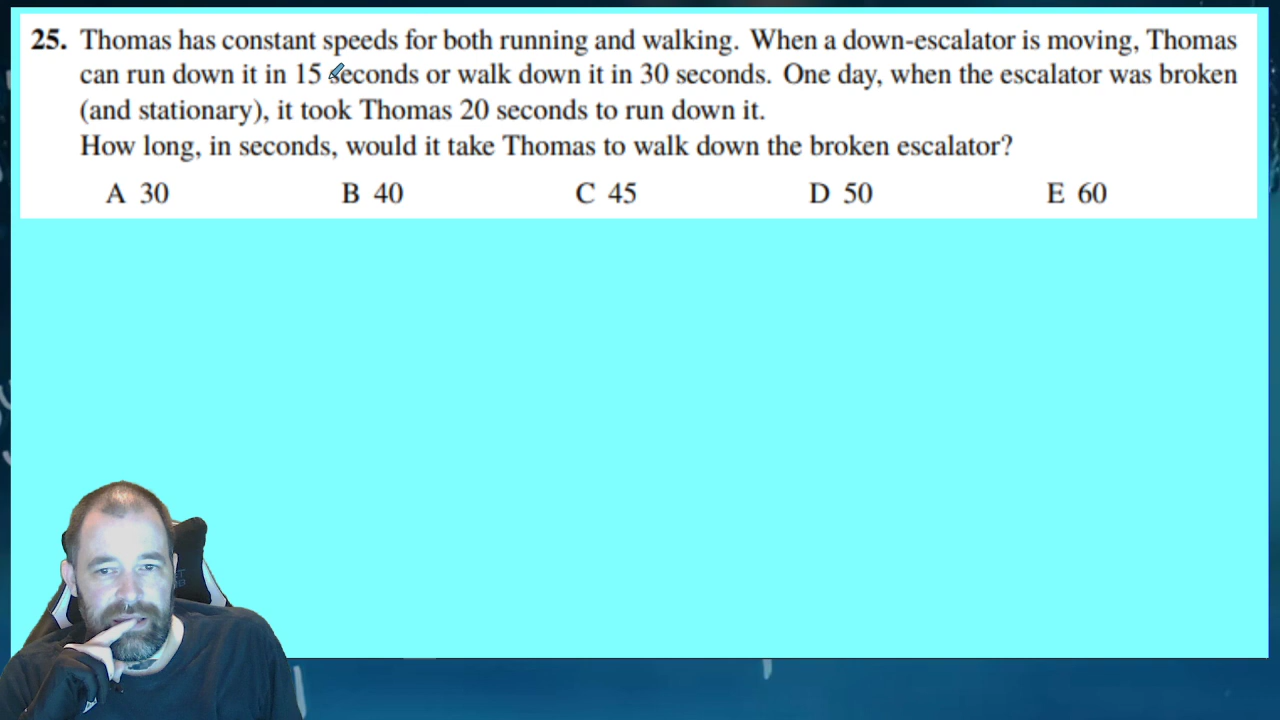 25. Thomas has constant speeds for both running and walking. When a down-escalator is moving, Thomas
can run down it in 15 seconds or walk down it in 30 seconds. One day, when the escalator was broken
(and stationary), it took Thomas 20 seconds to run down it.
How long, in seconds, would it take Thomas to walk down the broken escalator?
A 30 B 40 C 45 D 50 E 60